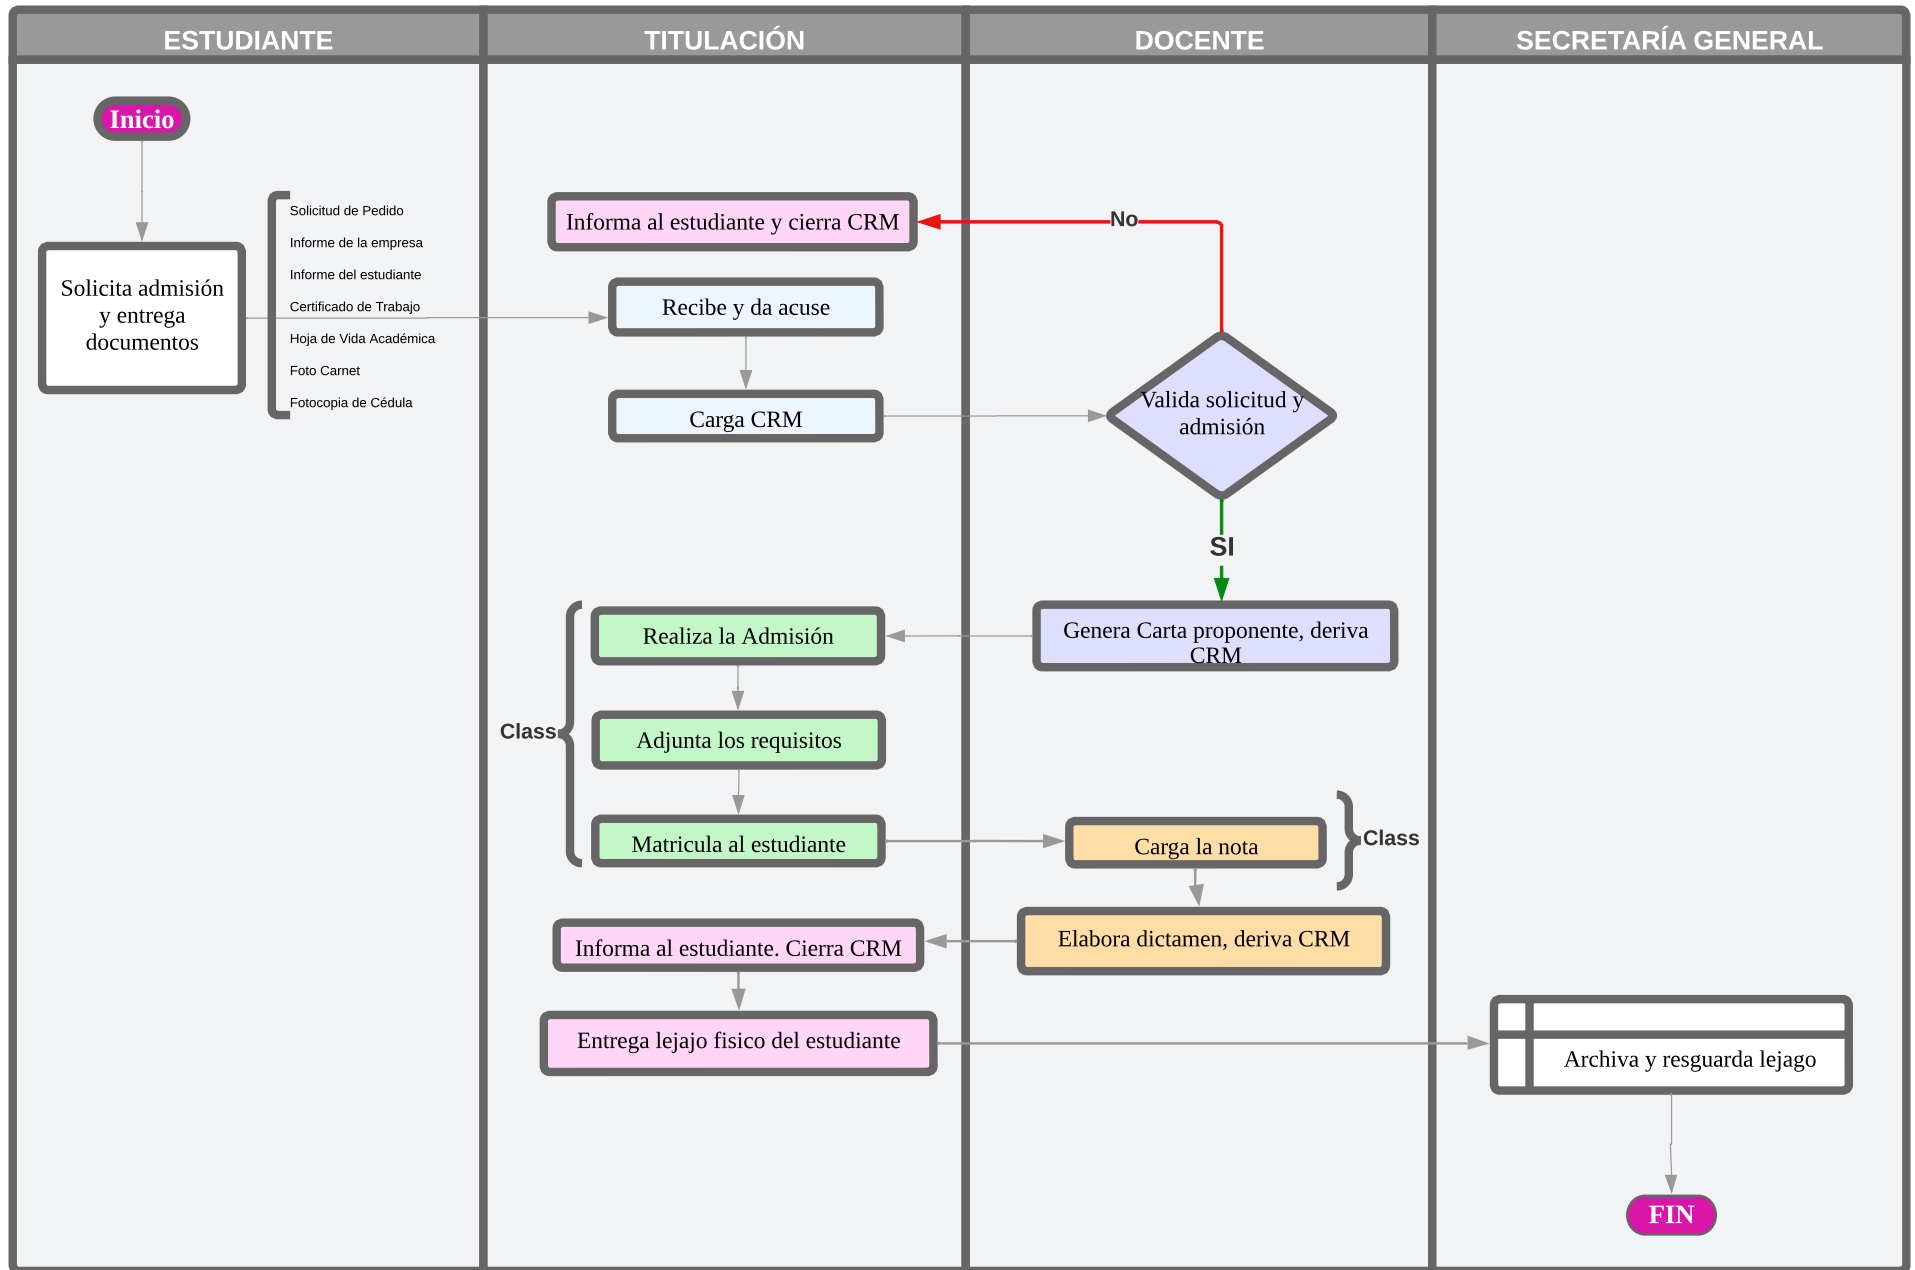 ESTUDIANTE
TITULACIÓN
DOCENTE
SECRETARÍA GENERAL
Inicio
Solicita admisión
y entrega
documentos
Solicitud de Pedido
Informe de la empresa
Informe del estudiante
Certificado de Trabajo
Hoja de Vida Académica
Foto Carnet
Fotocopia de Cédula
Informa al estudiante y cierra CRM
No
Recibe y da acuse
Carga CRM
Valida solicitud y
admisión
SI
Genera Carta proponente, deriva
CRM
Realiza la Admisión
Class
Adjunta los requisitos
Matricula al estudiante
Carga la nota
Class
Elabora dictamen, deriva CRM
Informa al estudiante. Cierra CRM
Entrega lejajo fisico del estudiante
Archiva y resguarda lejago
FIN